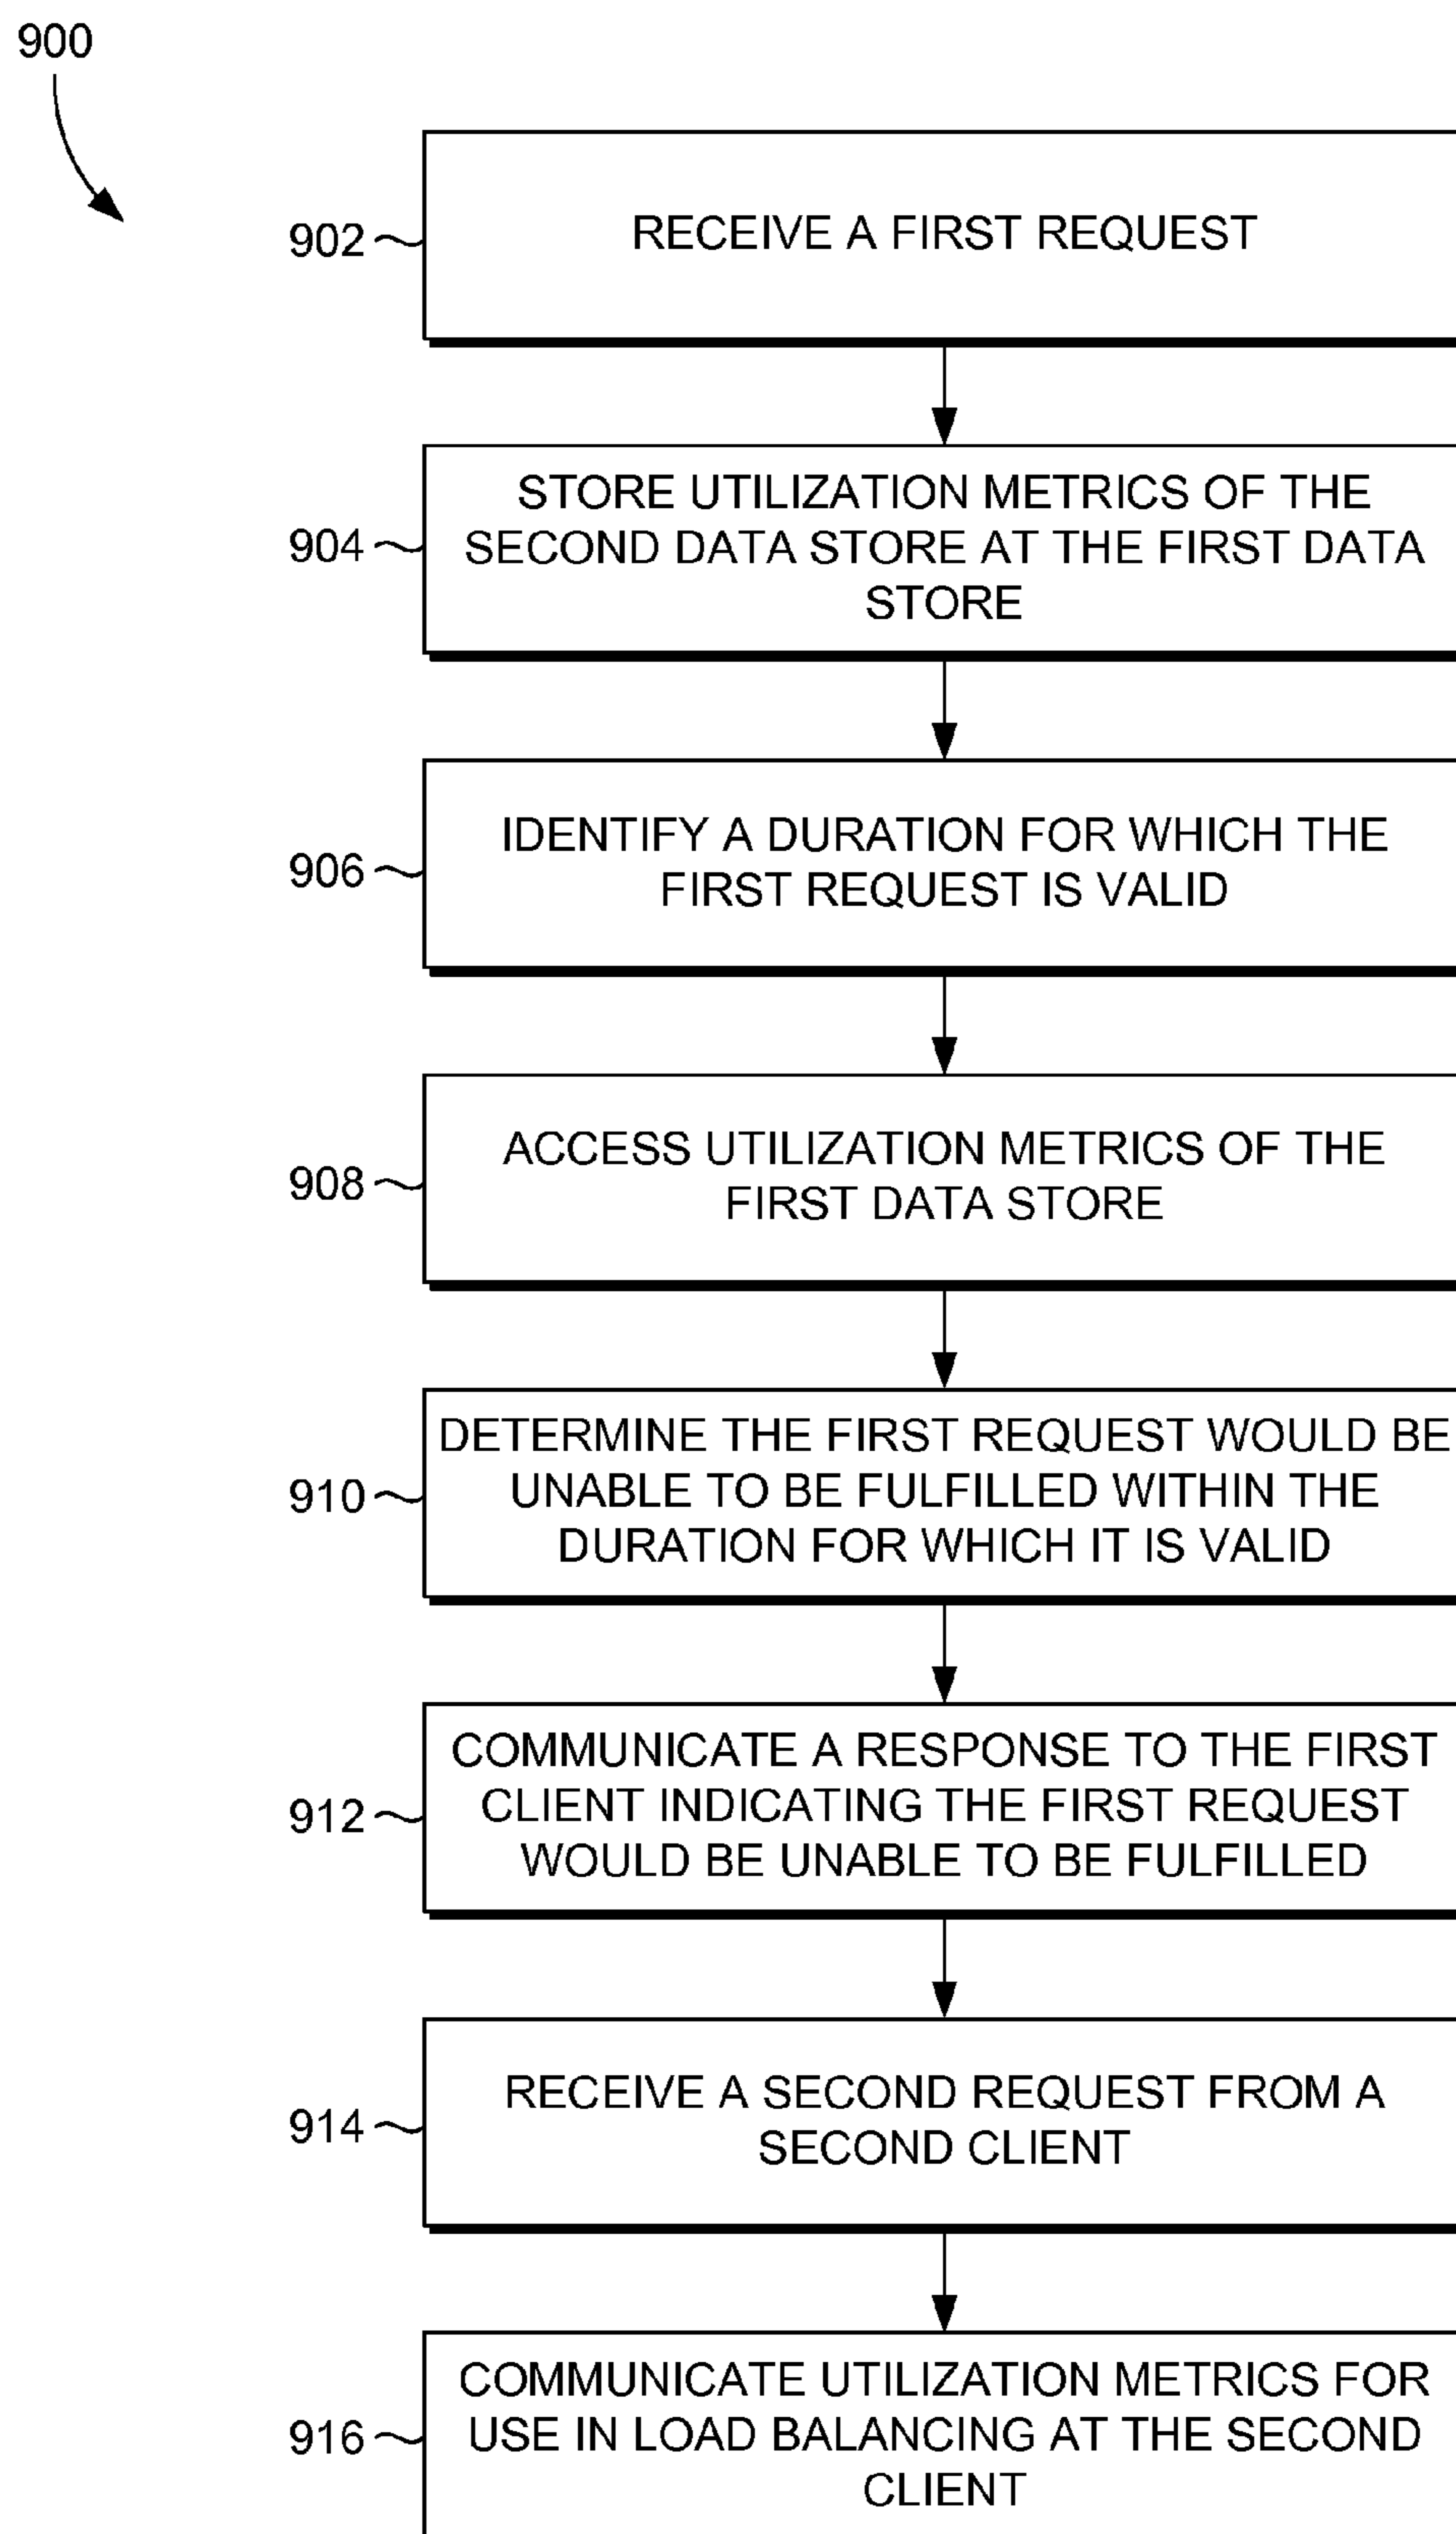 900
902
RECEIVE A FIRST REQUEST
904
STORE UTILIZATION METRICS OF THE
SECOND DATA STORE AT THE FIRST DATA
STORE
906
IDENTIFY A DURATION FOR WHICH THE
FIRST REQUEST IS VALID
908
ACCESS UTILIZATION METRICS OF THE
FIRST DATA STORE
910
DETERMINE THE FIRST REQUEST WOULD BE
UNABLE TO BE FULFILLED WITHIN THE
DURATION FOR WHICH IT IS VALID
912
COMMUNICATE A RESPONSE TO THE FIRST
CLIENT INDICATING THE FIRST REQUEST
WOULD BE UNABLE TO BE FULFILLED
914
RECEIVE A SECOND REQUEST FROM A
SECOND CLIENT
916
COMMUNICATE UTILIZATION METRICS FOR
USE IN LOAD BALANCING AT THE SECOND
CLIENT